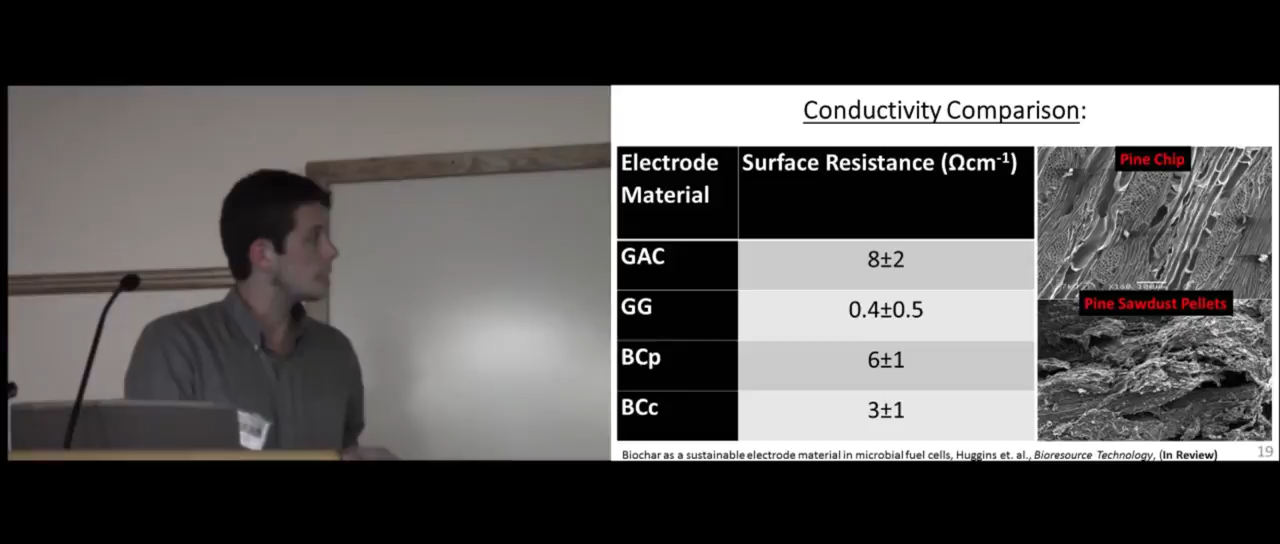 Conductivity Comparison:
Electrode Material
Surface Resistance (Ωcm⁻¹)
GAC
8±2
GG
0.4±0.5
BCp
6±1
BCc
3±1
Pine Chip
Pine Sawdust Pellets
Biochar as a sustainable electrode material in microbial fuel cells, Huggins et. al., Bioresource Technology, (In Review)
19